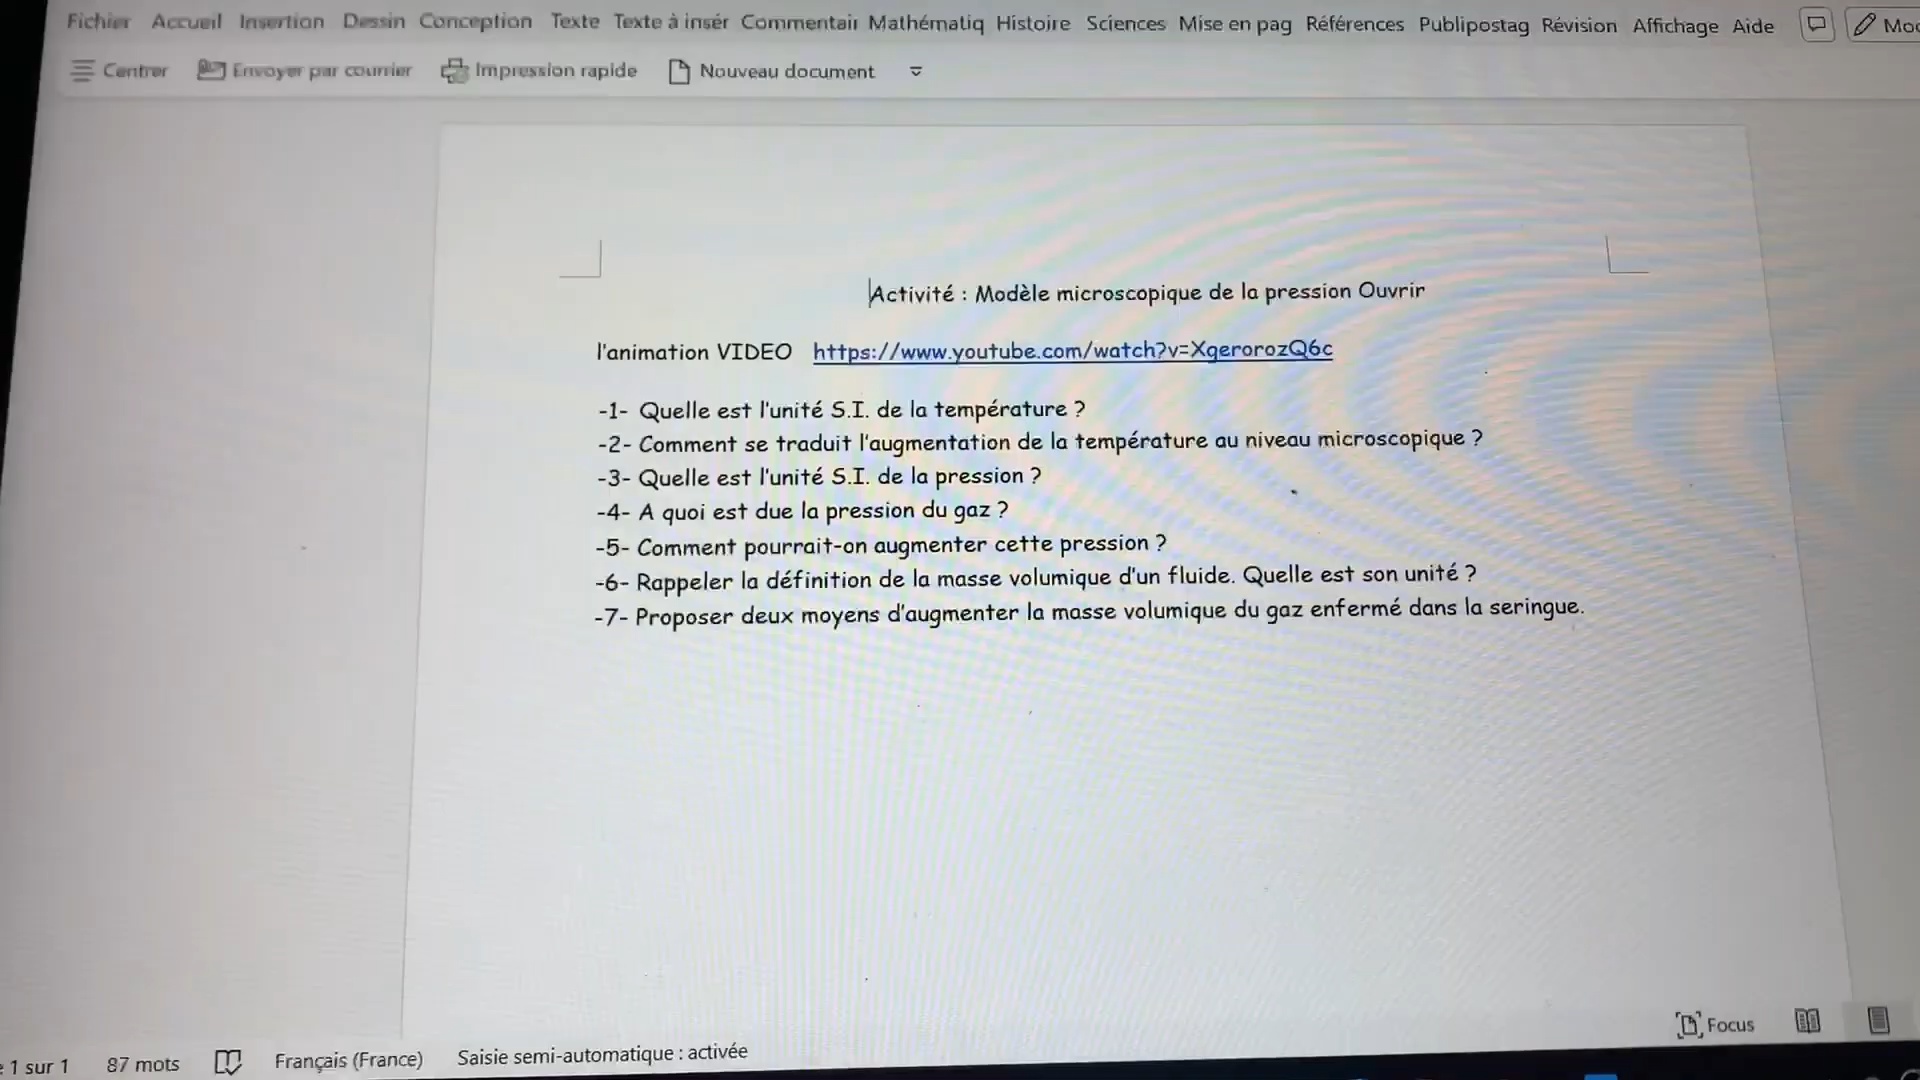 Fichier Accueil Insertion Dessin Conception Texte Texte à insér Commentair Mathématiq Histoire Sciences Mise en pag Références Publipostag Révision Affichage Aide Mod
Centrer Envoyer par courrier Impression rapide Nouveau document
Activité : Modèle microscopique de la pression Ouvrir
l'animation VIDEO https://www.youtube.com/watch?v=XgerorozQ6c
-1- Quelle est l'unité S.I. de la température ?
-2- Comment se traduit l'augmentation de la température au niveau microscopique ?
-3- Quelle est l'unité S.I. de la pression ?
-4- A quoi est due la pression du gaz ?
-5- Comment pourrait-on augmenter cette pression ?
-6- Rappeler la définition de la masse volumique d'un fluide. Quelle est son unité ?
-7- Proposer deux moyens d'augmenter la masse volumique du gaz enfermé dans la seringue.
Focus
e 1 sur 1 87 mots Français (France) Saisie semi-automatique : activée